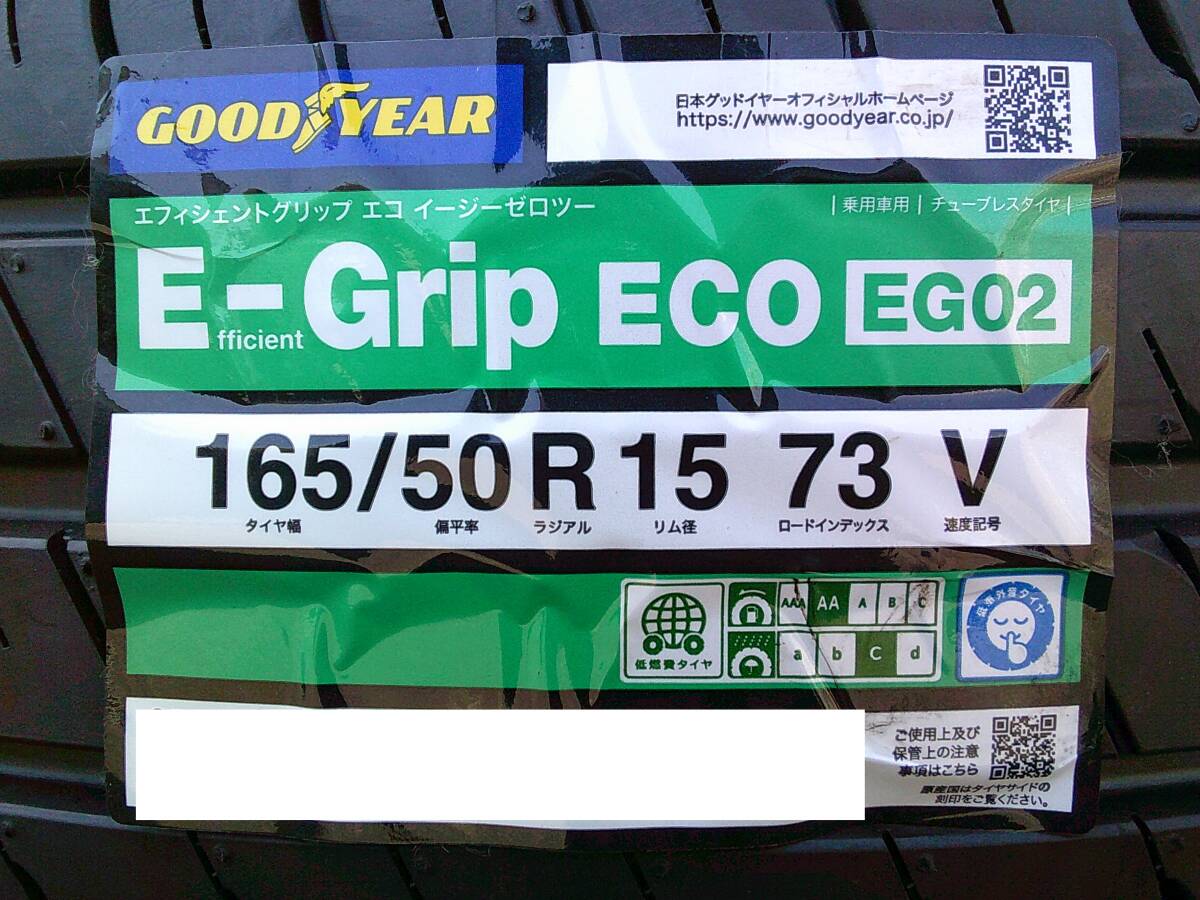 GOODYEAR
日本グッドイヤーオフィシャルホームページ
https://www.goodyear.co.jp/
エフィシェントグリップ エコ イージーゼロツー
| 乗用車用 | チューブレスタイヤ |
E-Grip ECO EG02
fficient
165/50 R 15 73 V
タイヤ幅 偏平率 ラジアル リム径 ロードインデックス 速度記号
AAA AA A B C
低燃費タイヤ
a b C d
低車外音タイヤ
ご使用上及び
保管上の注意
事項はこちら
原産国はタイヤサイドの
刻印をご覧ください。